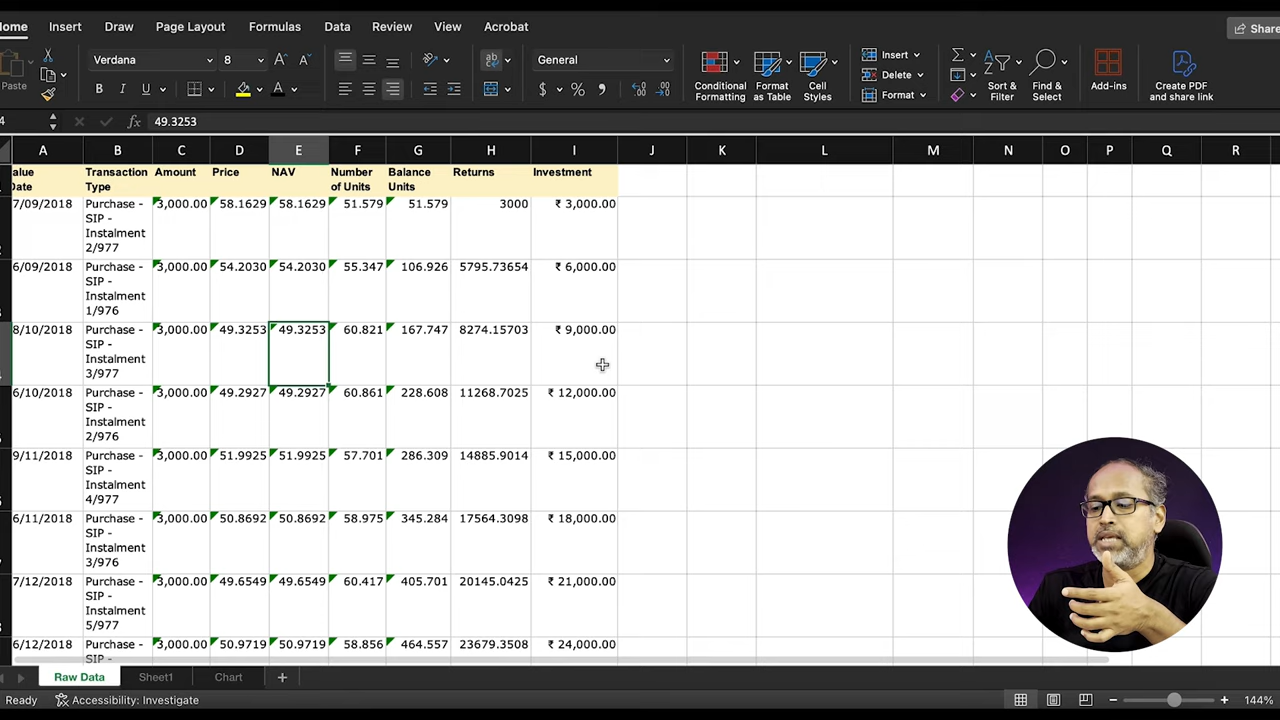 Home Insert Draw Page Layout Formulas Data Review View Acrobat Share
Paste Verdana 8 General Conditional Formatting Format as Table Cell Styles Insert Delete Format Sort & Filter Find & Select Add-ins Create PDF and share link
4 fx 49.3253
A B C D E F G H I J K L M N O P Q R
alue Date Transaction Type Amount Price NAV Number of Units Balance Units Returns Investment
7/09/2018 Purchase - SIP - Instalment 2/977 3,000.00 58.1629 58.1629 51.579 51.579 3000 ₹ 3,000.00
6/09/2018 Purchase - SIP - Instalment 1/976 3,000.00 54.2030 54.2030 55.347 106.926 5795.73654 ₹ 6,000.00
8/10/2018 Purchase - SIP - Instalment 3/977 3,000.00 49.3253 49.3253 60.821 167.747 8274.15703 ₹ 9,000.00
6/10/2018 Purchase - SIP - Instalment 2/976 3,000.00 49.2927 49.2927 60.861 228.608 11268.7025 ₹ 12,000.00
9/11/2018 Purchase - SIP - Instalment 4/977 3,000.00 51.9925 51.9925 57.701 286.309 14885.9014 ₹ 15,000.00
6/11/2018 Purchase - SIP - Instalment 3/976 3,000.00 50.8692 50.8692 58.975 345.284 17564.3098 ₹ 18,000.00
7/12/2018 Purchase - SIP - Instalment 5/977 3,000.00 49.6549 49.6549 60.417 405.701 20145.0425 ₹ 21,000.00
6/12/2018 Purchase - SIP - 3,000.00 50.9719 50.9719 58.856 464.557 23679.3508 ₹ 24,000.00
Raw Data Sheet1 Chart
Ready Accessibility: Investigate 144%